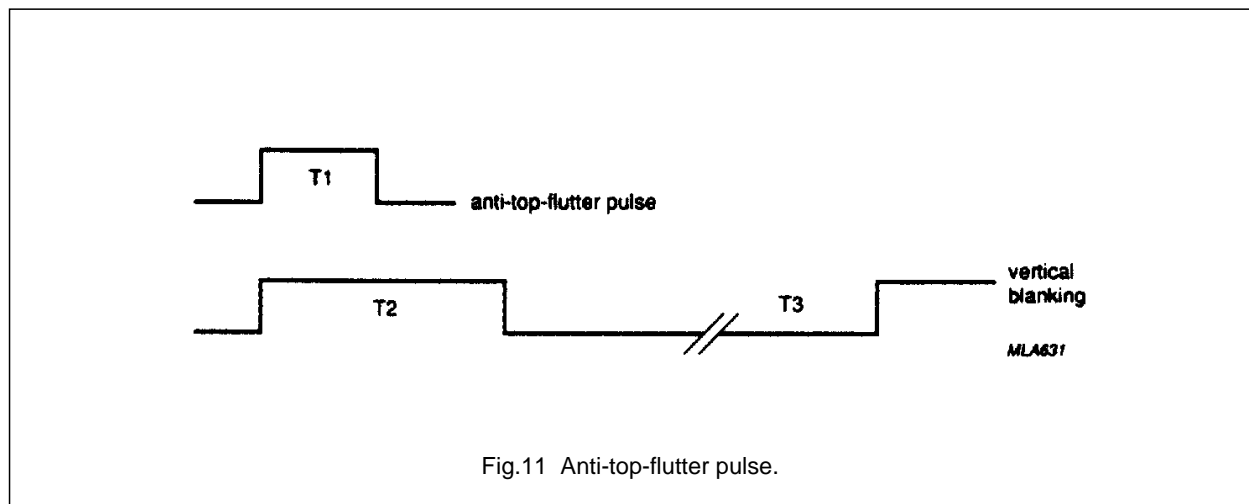 T1
anti-top-flutter pulse
T2
T3
vertical
blanking
MLA631
Fig.11 Anti-top-flutter pulse.